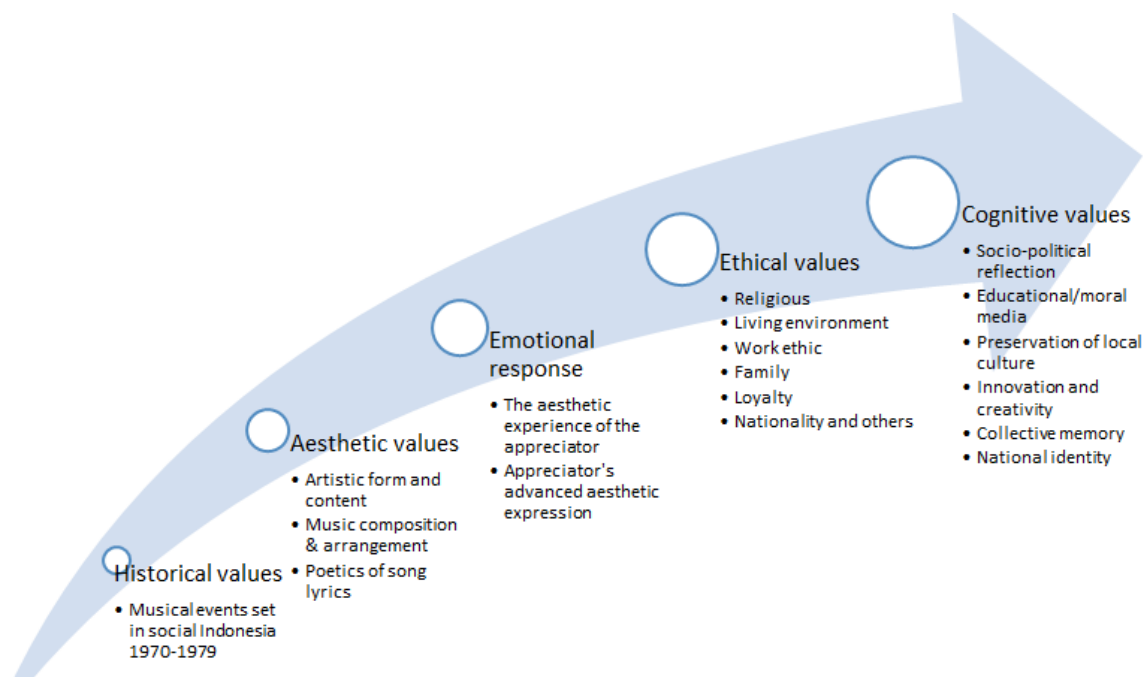 Historical values
• Musical events set
in social Indonesia
1970-1979
Aesthetic values
• Artistic form and
content
• Music composition
& arrangement
• Poetics of song
lyrics
Emotional
response
• The aesthetic
experience of the
appreciator
• Appreciator's
advanced aesthetic
expression
Ethical values
• Religious
• Living environment
• Work ethic
• Family
• Loyalty
• Nationality and others
Cognitive values
• Socio-political
reflection
• Educational/moral
media
• Preservation of local
culture
• Innovation and
creativity
• Collective memory
• National identity